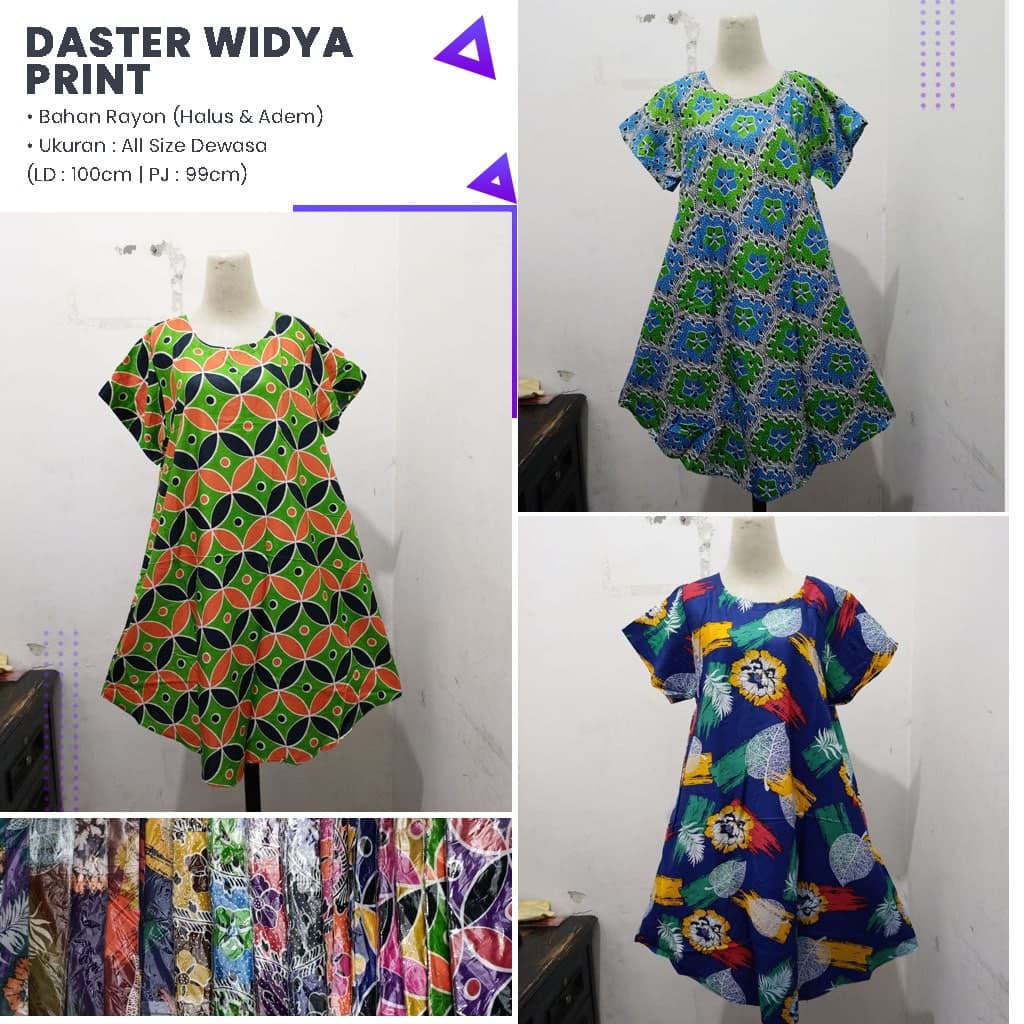 DASTER WIDYA
PRINT
• Bahan Rayon (Halus & Adem)
• Ukuran : All Size Dewasa
(LD : 100cm | PJ : 99cm)